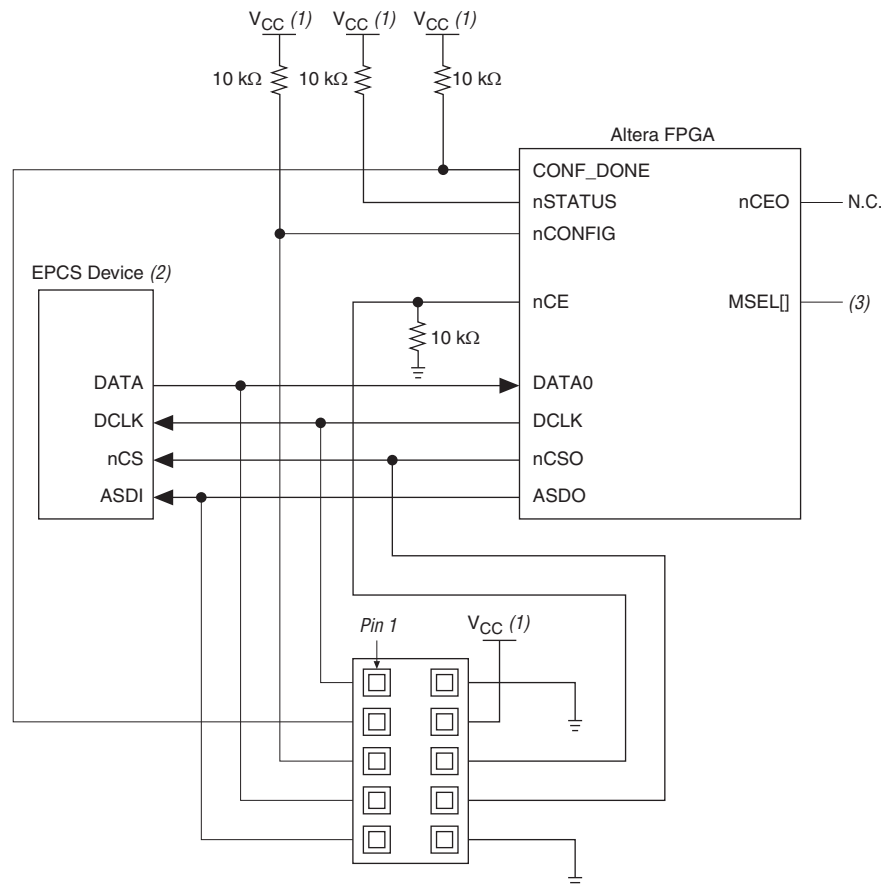 VCC (1) VCC (1) VCC (1)
10 kΩ 10 kΩ 10 kΩ
Altera FPGA
CONF_DONE
nSTATUS nCEO N.C.
nCONFIG
EPCS Device (2)
nCE MSEL[] (3)
10 kΩ
DATA DATA0
DCLK DCLK
nCS nCSO
ASDI ASDO
Pin 1 VCC (1)